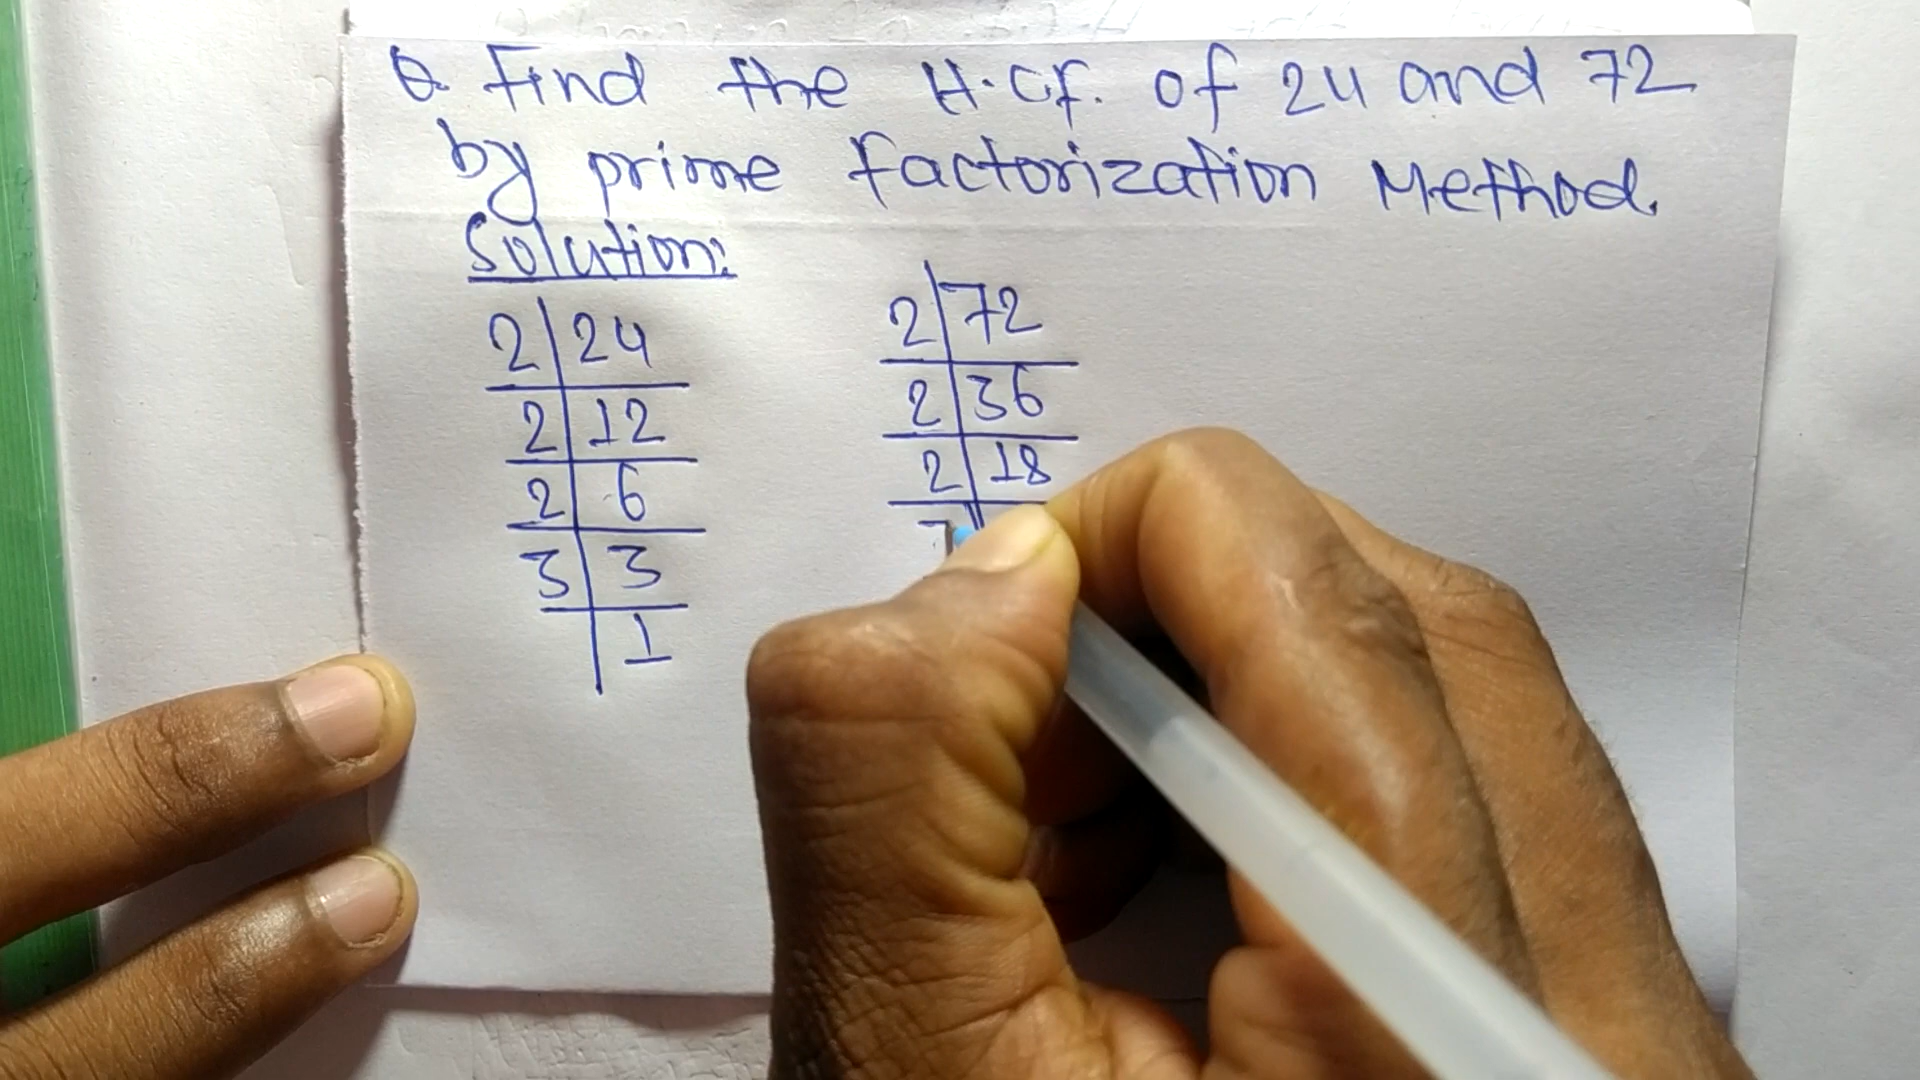 Q. Find the H.C.f. of 24 and 72
by prime factorization Method.
Solution:
2 24
2 12
2 6
3 3
1
2 72
2 36
2 18